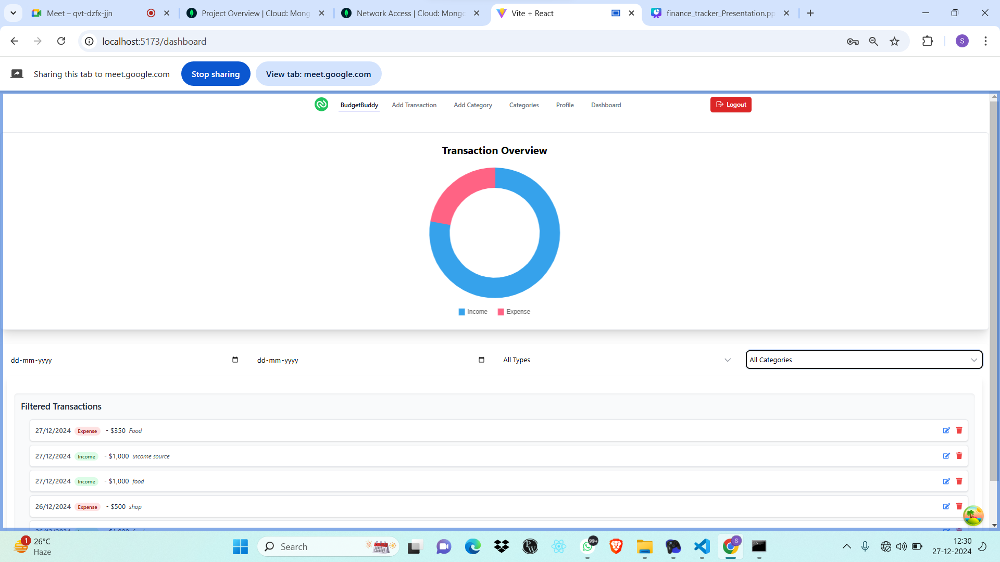 Meet – qvt-dzfx-jjn
Project Overview | Cloud: Mong
Network Access | Cloud: Mongo
Vite + React
finance_tracker_Presentation.pp
localhost:5173/dashboard
S
Sharing this tab to meet.google.com
Stop sharing
View tab: meet.google.com
BudgetBuddy
Add Transaction
Add Category
Categories
Profile
Dashboard
Logout
Transaction Overview
Income
Expense
dd-mm-yyyy
dd-mm-yyyy
All Types
All Categories
Filtered Transactions
27/12/2024 Expense - $350 Food
27/12/2024 Income - $1,000 income source
27/12/2024 Income - $1,000 food
26/12/2024 Expense - $500 shop
1
26°C
Haze
Search
PW
99+
S
12:30
27-12-2024